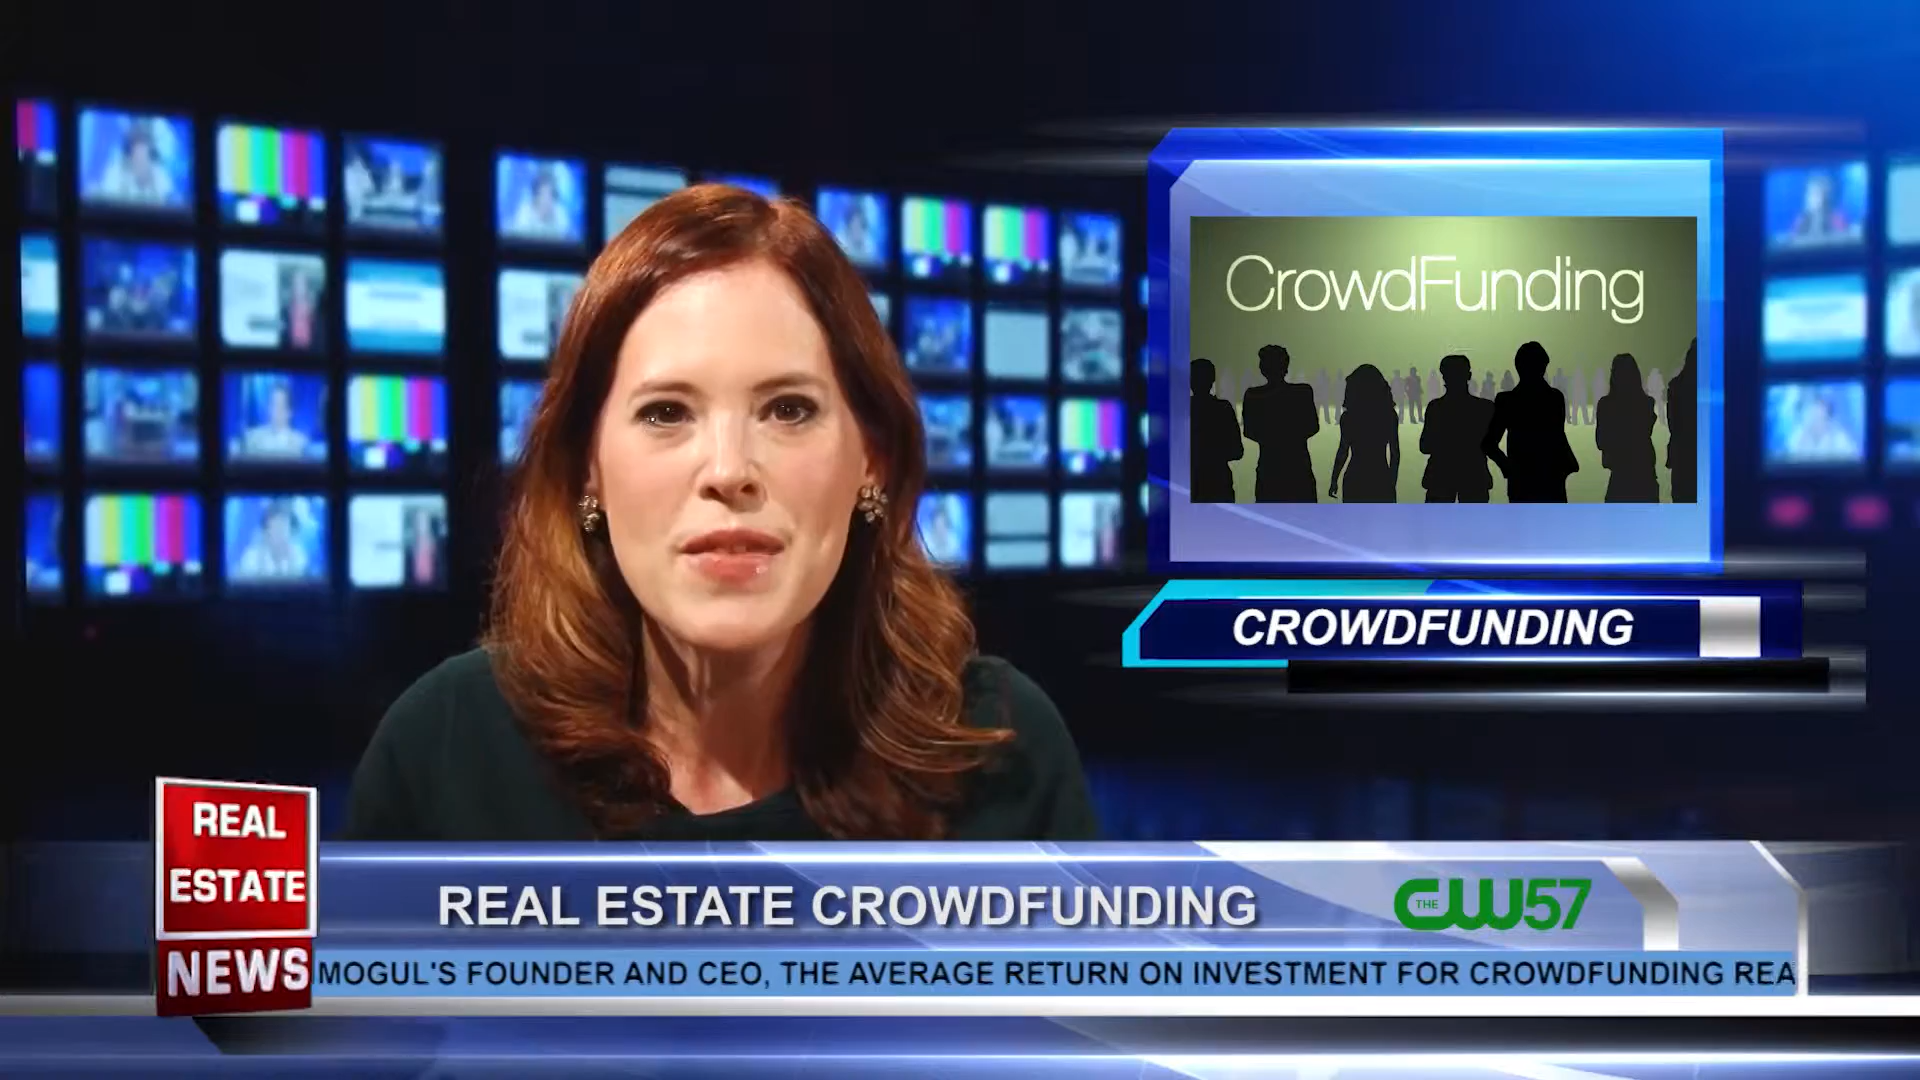 CrowdFunding
CROWDFUNDING
REAL
ESTATE
NEWS
REAL ESTATE CROWDFUNDING
THE CW57
MOGUL'S FOUNDER AND CEO, THE AVERAGE RETURN ON INVESTMENT FOR CROWDFUNDING REA